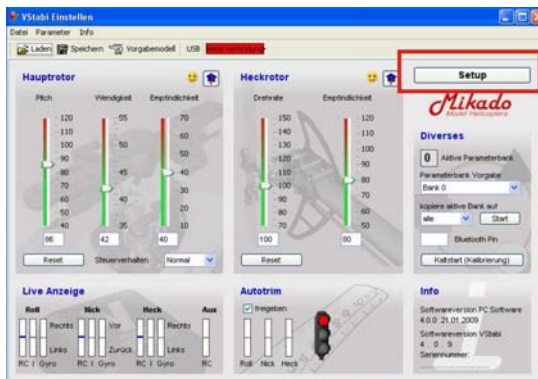 VStabi Einstellen
Datei Parameter Info
Laden Speichern Vorgabemodell USB keine verbindung
Hauptrotor
Pitch Wendigkeit Empfindlichkeit
120
110
100
90
80
70
60
50
40
55
50
45
40
35
70
60
50
40
30
20
10
86 42 40
Reset Steuerverhalten Normal
Heckrotor
Drehrate Empfindlichkeit
150
140
130
120
110
100
90
80
70
120
110
100
90
80
70
60
50
100 80
Reset
Setup
Mikado
Model Helicopters
Diverses
0 Aktive Parameterbank
Parameterbank Vorgabe
Bank 0
kopiere aktive Bank auf
alle Start
Bluetooth Pin
Kaltstart (Kalibrierung)
Live Anzeige
Roll Nick Heck Aux
Rechts Vor Rechts
Links Zurück Links
RC I Gyro RC I Gyro RC I Gyro RC
Autotrim
freigeben
Roll Nick Heck
Info
Softwareversion PC Software
4.0.0 21.01.2009
Softwareversion VStabi
4 . 0 . 9
Seriennummer: